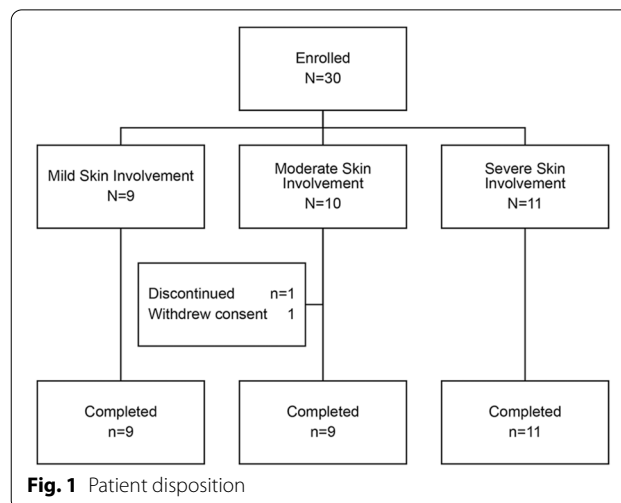 Enrolled
N=30
Mild Skin Involvement
N=9
Moderate Skin
Involvement
N=10
Severe Skin
Involvement
N=11
Discontinued n=1
Withdrew consent 1
Completed
n=9
Completed
n=9
Completed
n=11
Fig. 1 Patient disposition